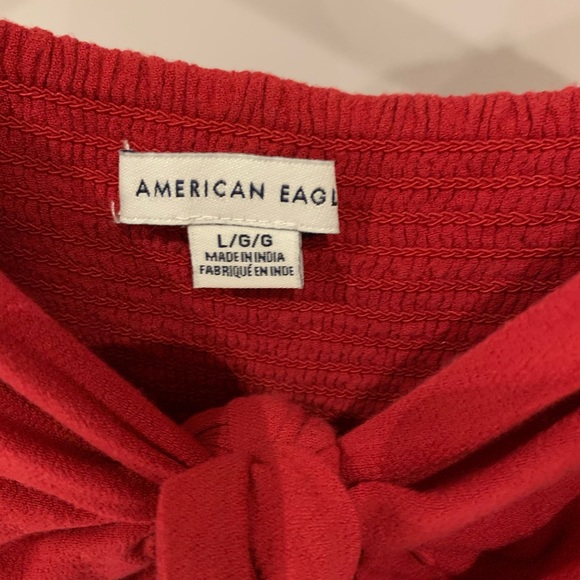 AMERICAN EAGL
L/G/G
MADE IN INDIA
FABRIQUÉ EN INDE